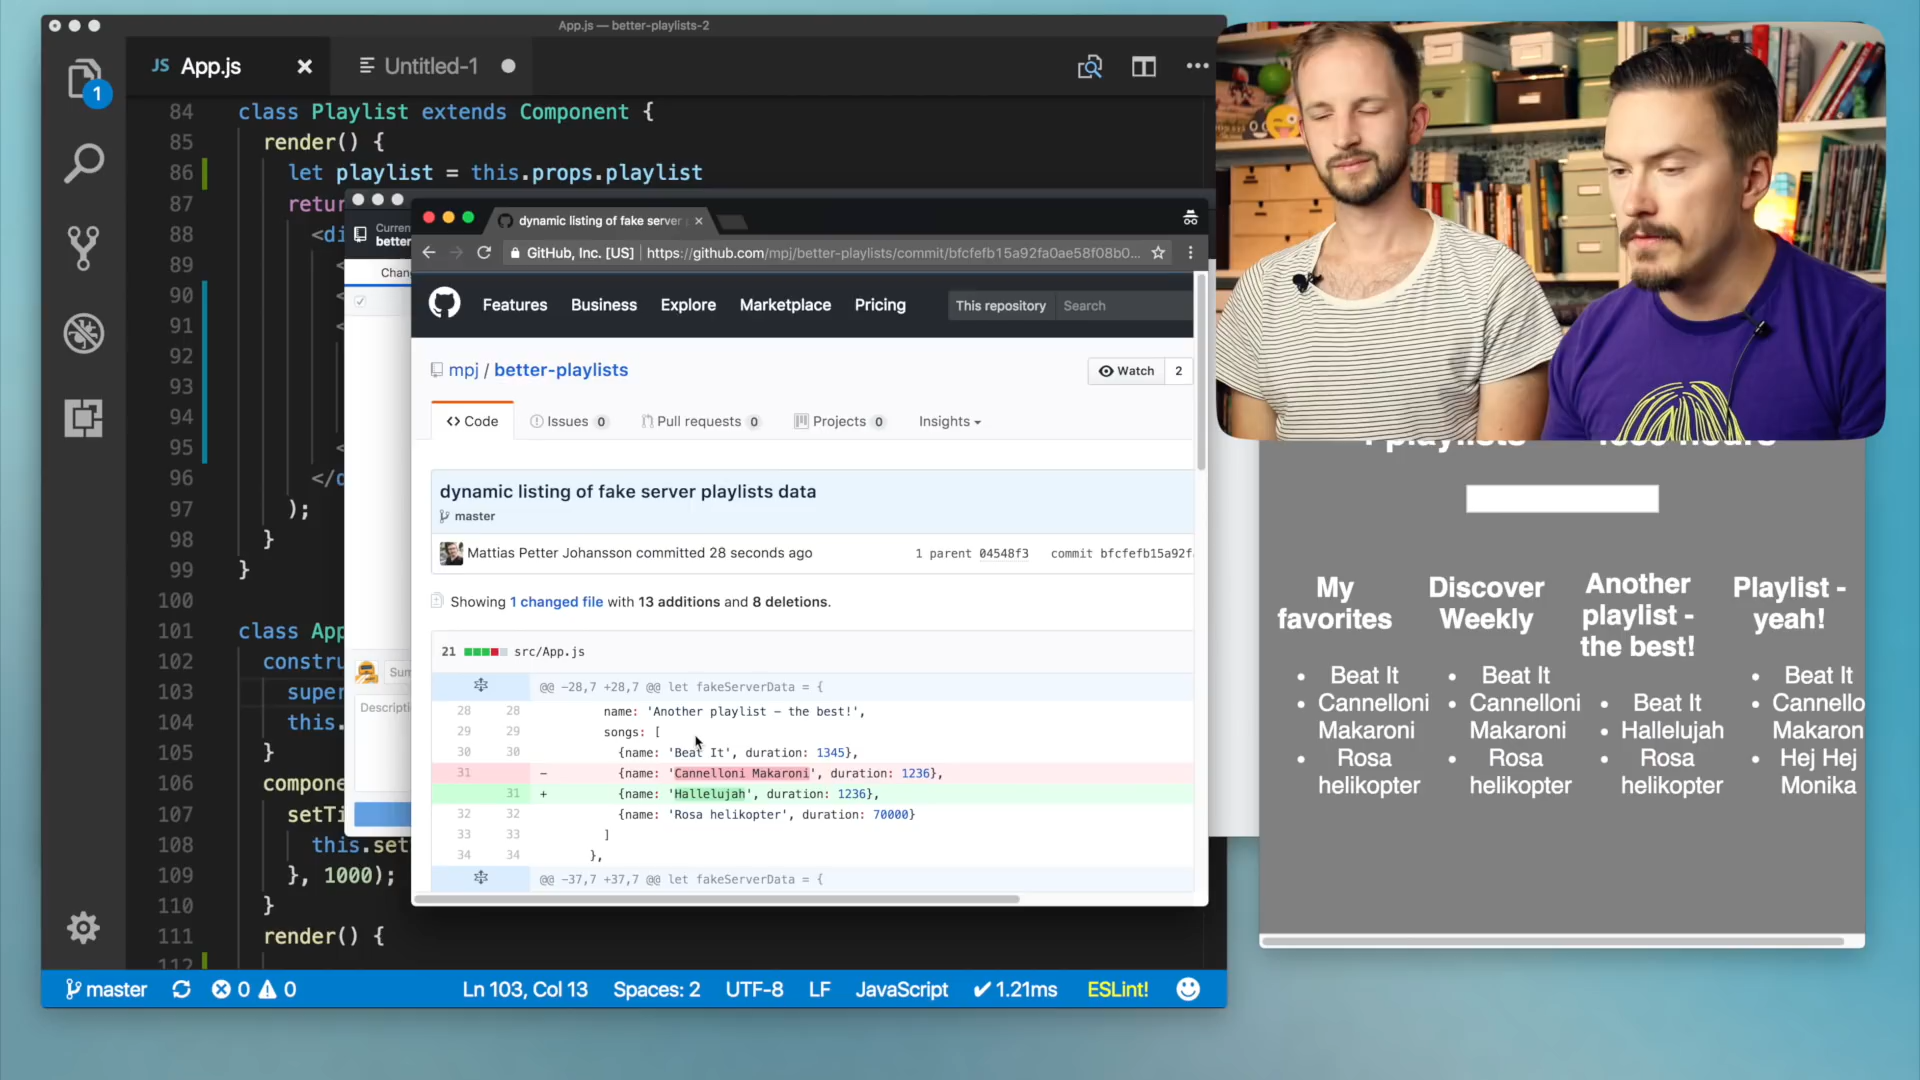 App.js — better-playlists-2
JS App.js
Untitled-1
1
84 class Playlist extends Component {
85 render() {
86 let playlist = this.props.playlist
87 retur
88 <di
89 <
90 <
91 <
92
93
94
95 <
96 </d
97 );
98 }
99 }
100
101 class App
102 constru
103 super
104 this.
105 }
106 compone
107 setTi
108 this.set
109 }, 1000);
110 }
111 render() {
112
master 0 0 Ln 103, Col 13 Spaces: 2 UTF-8 LF JavaScript ✔ 1.21ms ESLint!
Curre
better
Chang
Sum
Descripti
dynamic listing of fake server
GitHub, Inc. [US] https://github.com/mpj/better-playlists/commit/bfcfefb15a92fa0ae58f08b0...
Features Business Explore Marketplace Pricing This repository Search
mpj / better-playlists
Watch 2
<> Code Issues 0 Pull requests 0 Projects 0 Insights
dynamic listing of fake server playlists data
master
Mattias Petter Johansson committed 28 seconds ago 1 parent 04548f3 commit bfcfefb15a92f
Showing 1 changed file with 13 additions and 8 deletions.
21 src/App.js
@@ -28,7 +28,7 @@ let fakeServerData = {
28 28 name: 'Another playlist - the best!',
29 29 songs: [
30 30 {name: 'Beat It', duration: 1345},
31 - {name: 'Cannelloni Makaroni', duration: 1236},
31 + {name: 'Hallelujah', duration: 1236},
32 32 {name: 'Rosa helikopter', duration: 70000}
33 33 ]
34 34 },
@@ -37,7 +37,7 @@ let fakeServerData = {
My favorites
Beat It
Cannelloni
Makaroni
Rosa
helikopter
Discover
Weekly
Beat It
Cannelloni
Makaroni
Rosa
helikopter
Another
playlist -
the best!
Beat It
Hallelujah
Rosa
helikopter
Playlist -
yeah!
Beat It
Cannello
Makaron
Hej Hej
Monika